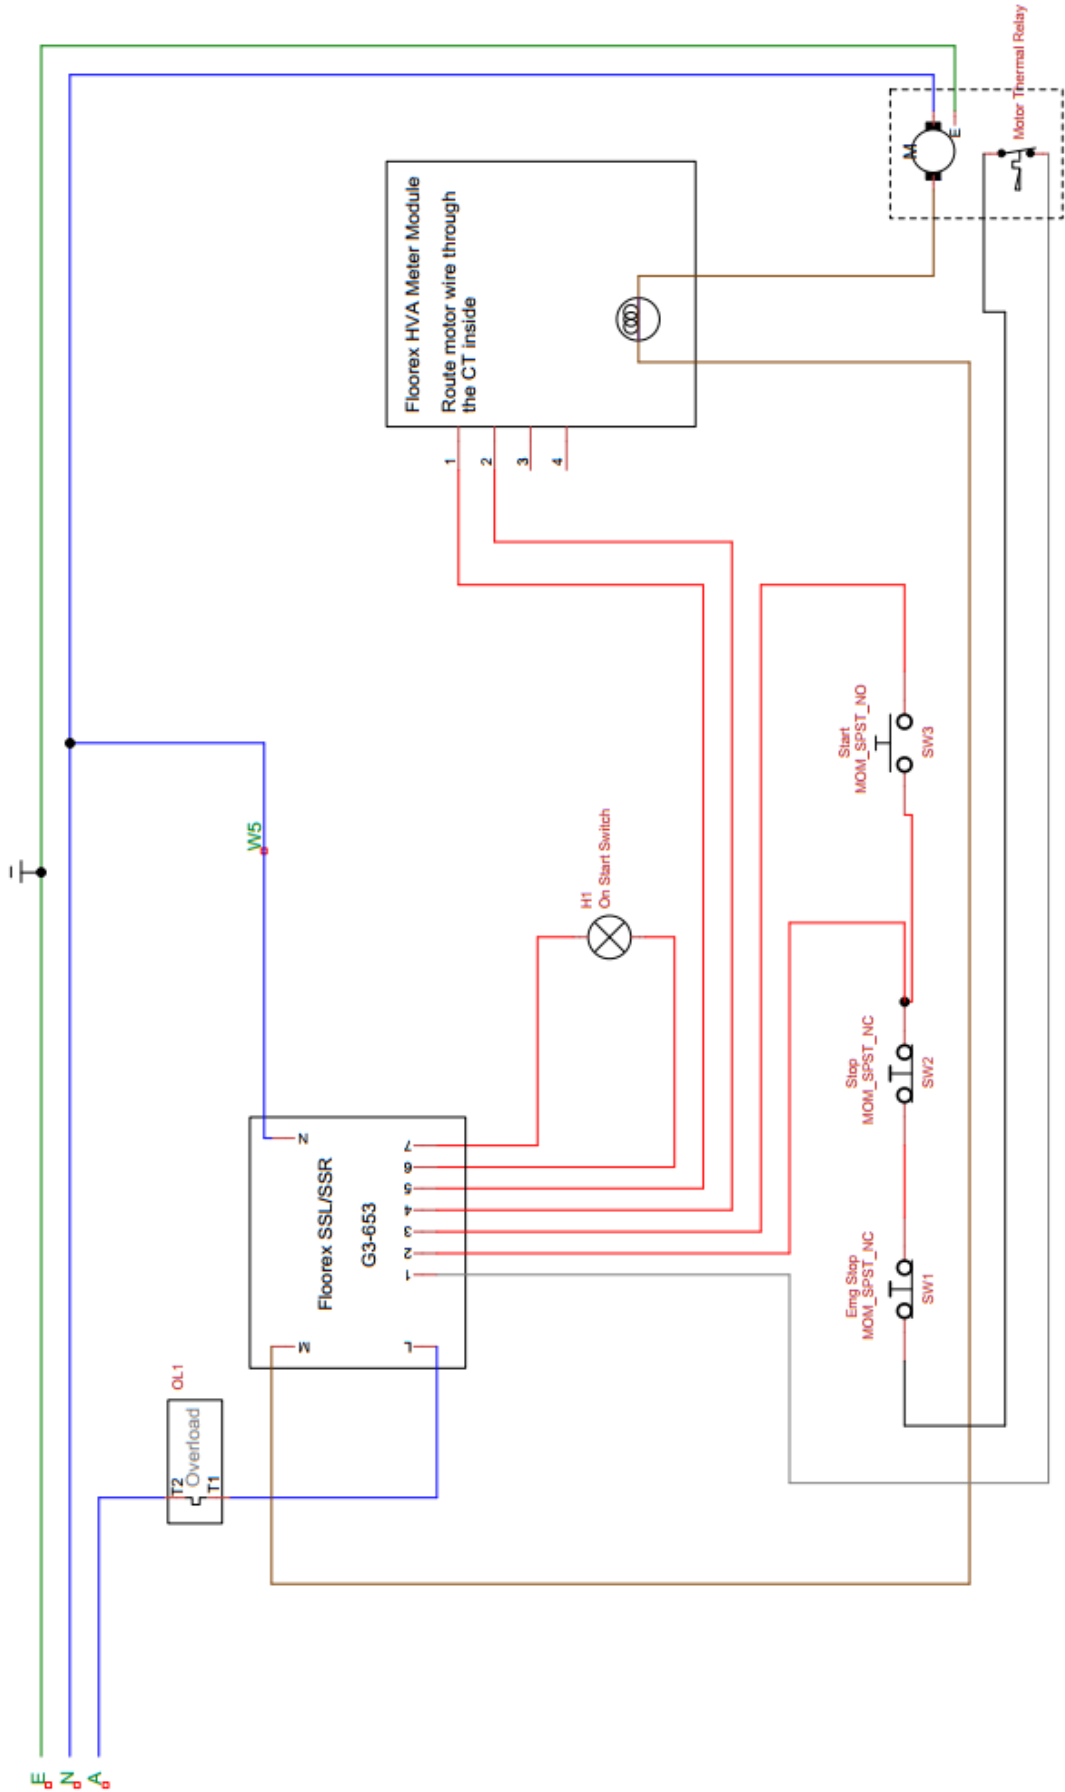 E
N
A
OL1
Overload
T2
T1
Floorex SSL/SSR
G3-653
M
N
L
1
2
3
4
5
6
7
W5
H1
On Start Switch
Floorex HVA Meter Module
Route motor wire through
the CT inside
1
2
3
4
Emg Stop
MOM_SPST_NC
SW1
Stop
MOM_SPST_NC
SW2
Start
MOM_SPST_NO
SW3
M
E
Motor Thermal Relay